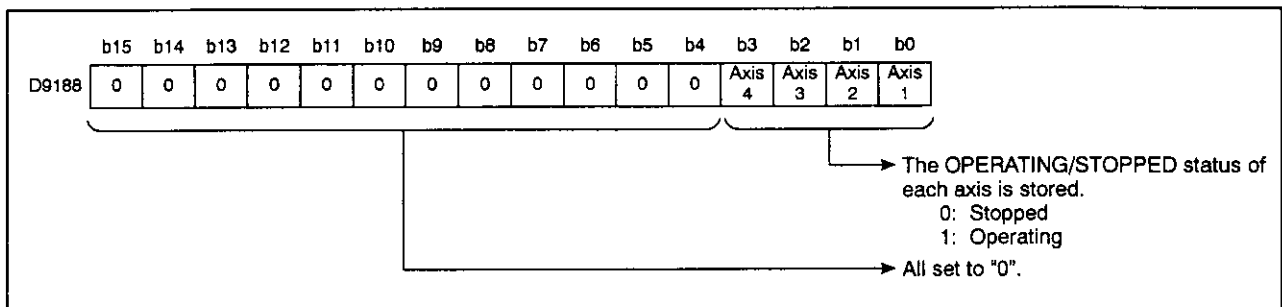 b15 b14 b13 b12 b11 b10 b9 b8 b7 b6 b5 b4 b3 b2 b1 b0
D9188 0 0 0 0 0 0 0 0 0 0 0 0 Axis 4 Axis 3 Axis 2 Axis 1
The OPERATING/STOPPED status of
each axis is stored.
0: Stopped
1: Operating
All set to "0".